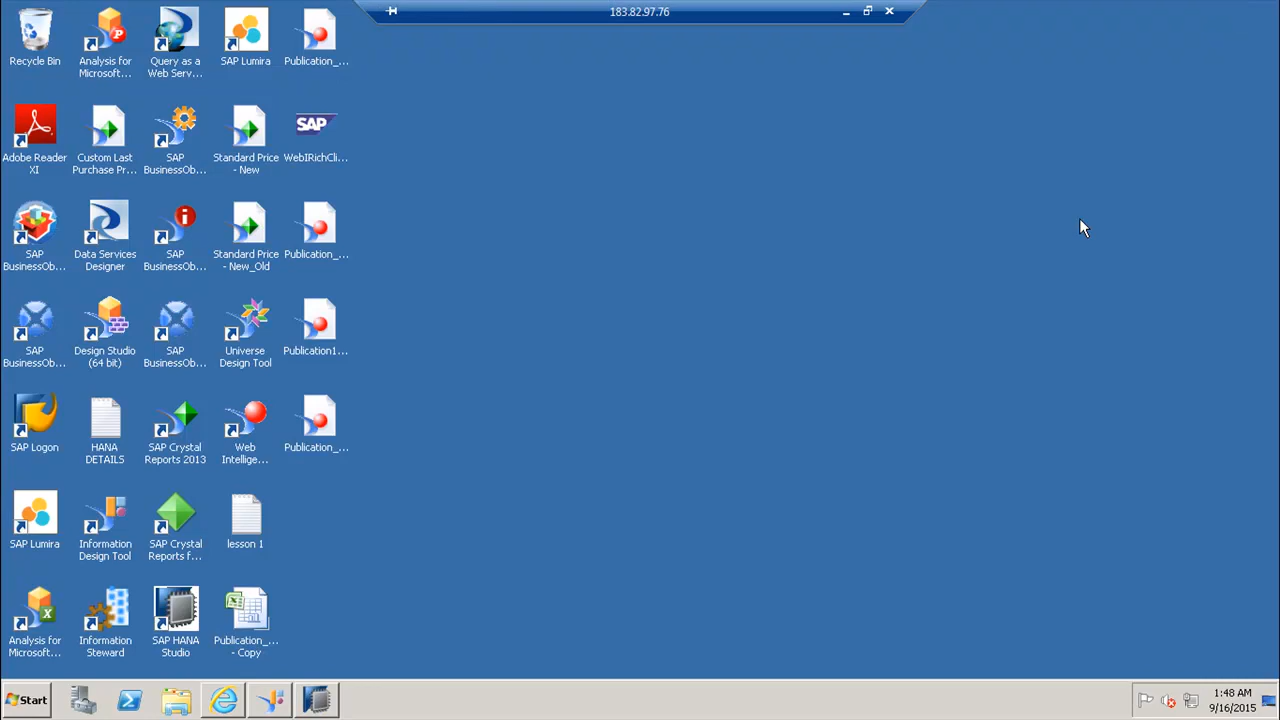 183.82.97.76
Recycle Bin
Analysis for
Microsoft...
Query as a
Web Serv...
SAP Lumira
Publication_...
Adobe Reader
XI
Custom Last
Purchase Pr...
SAP
BusinessOb...
Standard Price
- New
SAP
WebIRichCli...
SAP
BusinessOb...
Data Services
Designer
SAP
BusinessOb...
Standard Price
- New_Old
Publication_...
SAP
BusinessOb...
Design Studio
(64 bit)
SAP
BusinessOb...
Universe
Design Tool
Publication1...
SAP Logon
HANA
DETAILS
SAP Crystal
Reports 2013
Web
Intellige...
Publication_...
SAP Lumira
Information
Design Tool
SAP Crystal
Reports f...
lesson 1
Analysis for
Microsoft...
Information
Steward
SAP HANA
Studio
Publication_...
- Copy
Start
1:48 AM
9/16/2015